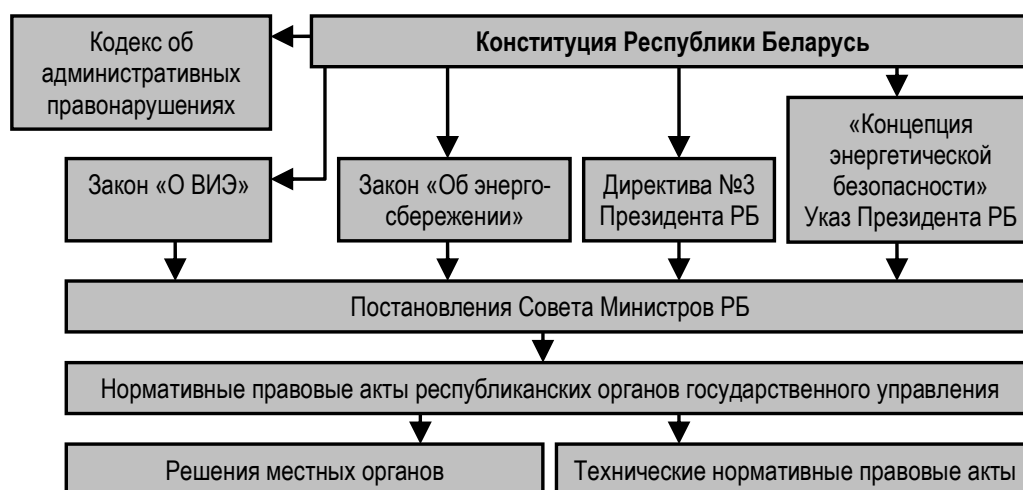 Кодекс об
административных
правонарушениях
Конституция Республики Беларусь
Закон «О ВИЭ»
Закон «Об энерго-
сбережении»
Директива №3
Президента РБ
«Концепция
энергетической
безопасности»
Указ Президента РБ
Постановления Совета Министров РБ
Нормативные правовые акты республиканских органов государственного управления
Решения местных органов
Технические нормативные правовые акты